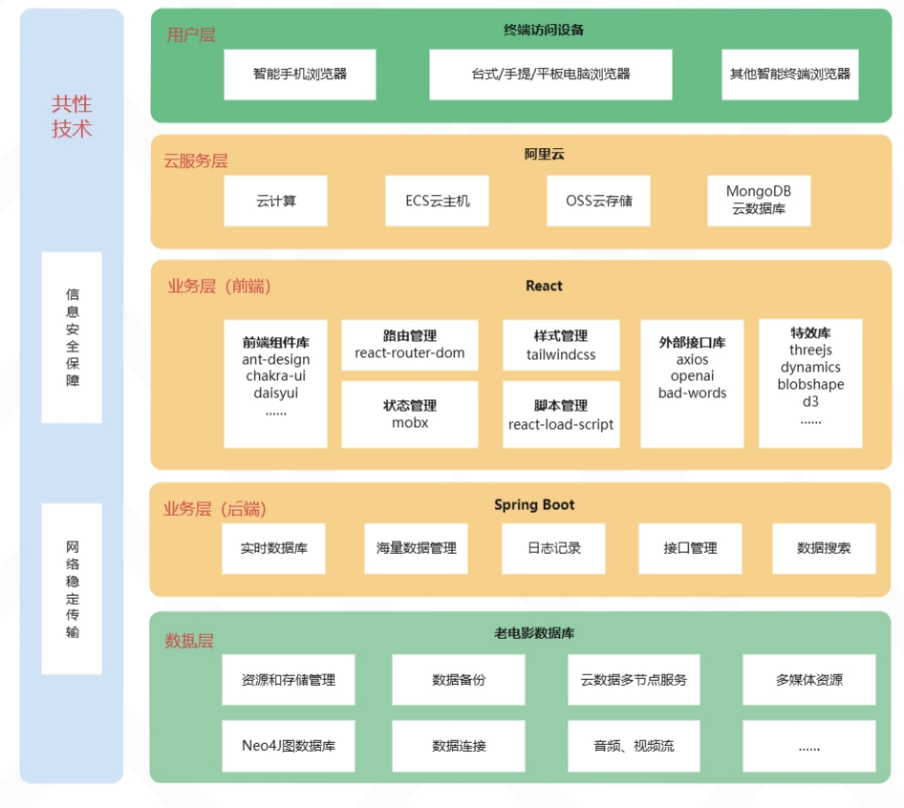 共性
技术
信
息
安
全
保
障
网
络
稳
定
传
输
用户层
终端访问设备
智能手机浏览器
台式/手提/平板电脑浏览器
其他智能终端浏览器
云服务层
阿里云
云计算
ECS云主机
OSS云存储
MongoDB
云数据库
业务层（前端）
React
前端组件库
ant-design
chakra-ui
daisyui
......
路由管理
react-router-dom
状态管理
mobx
样式管理
tailwindcss
脚本管理
react-load-script
外部接口库
axios
openai
bad-words
特效库
threejs
dynamics
blobshape
d3
......
业务层（后端）
Spring Boot
实时数据库
海量数据管理
日志记录
接口管理
数据搜索
数据层
老电影数据库
资源和存储管理
数据备份
云数据多节点服务
多媒体资源
Neo4J图数据库
数据连接
音频、视频流
......